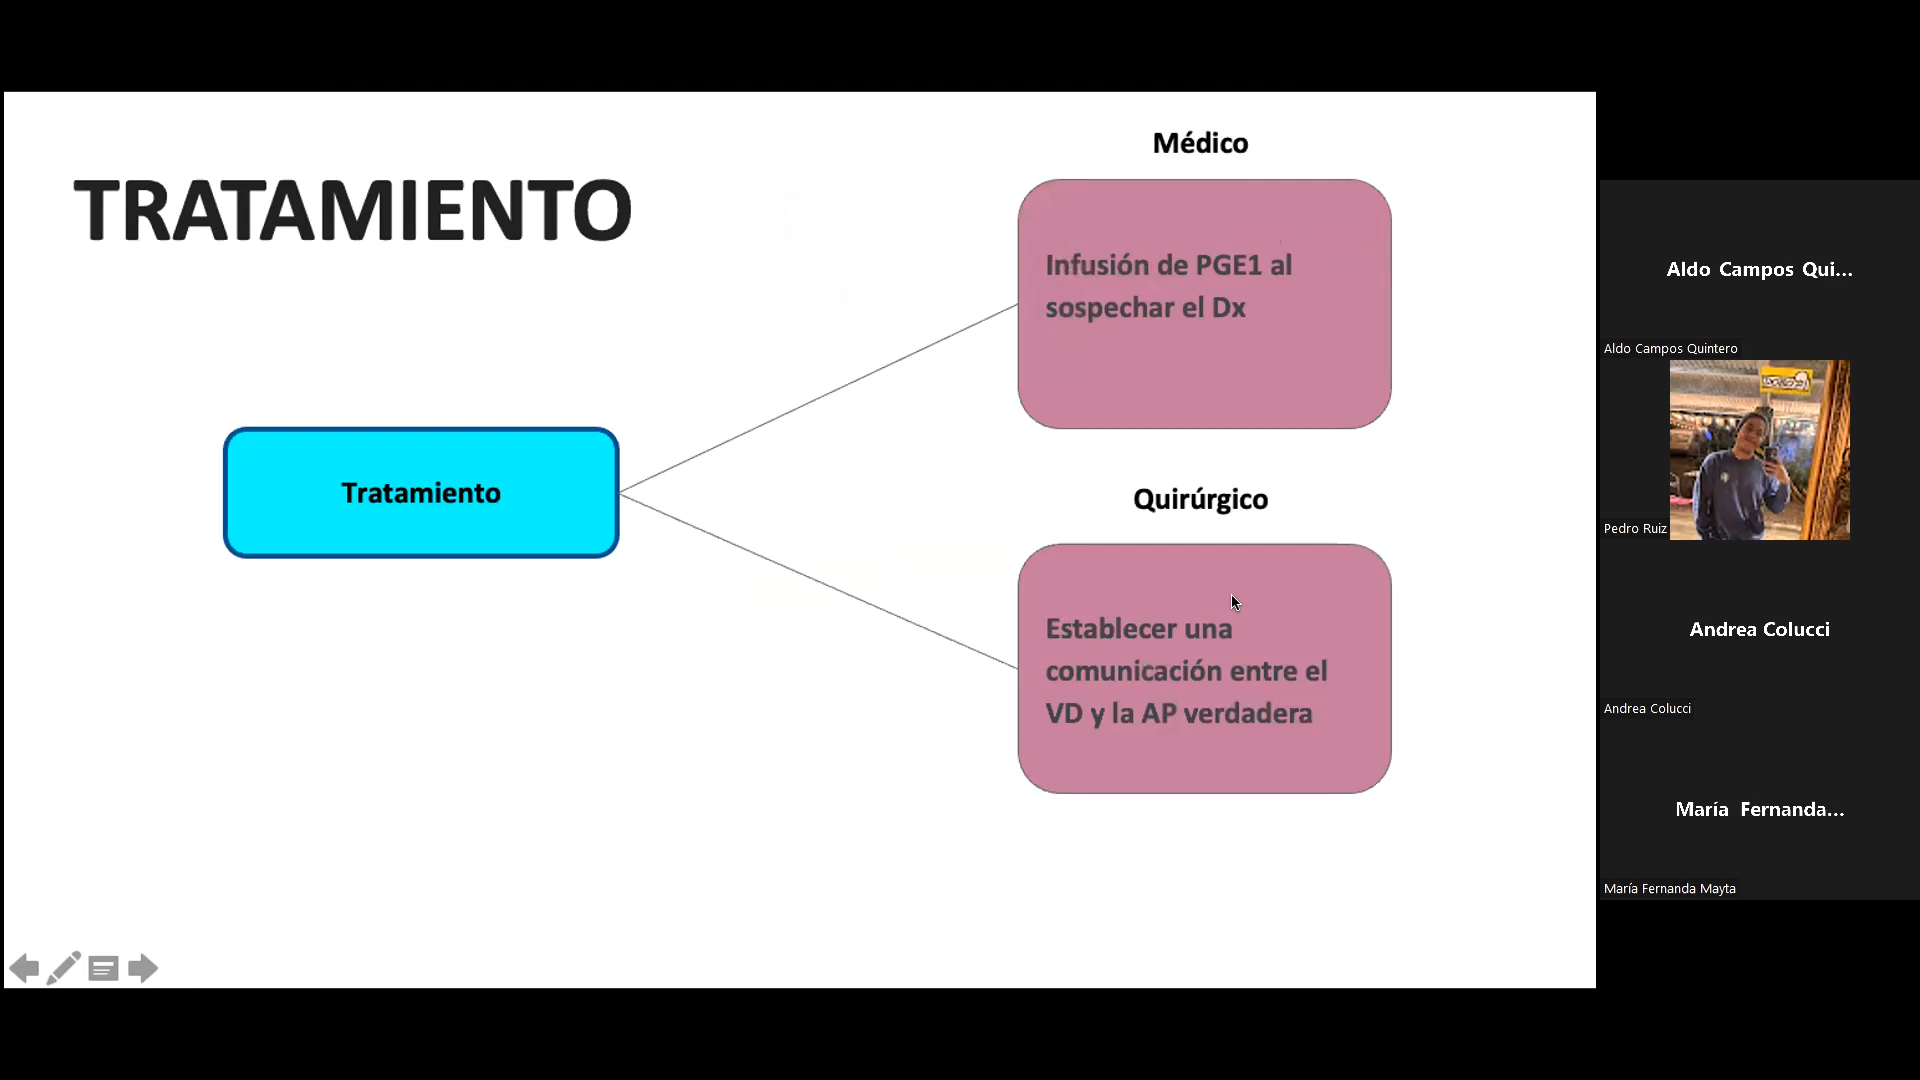 TRATAMIENTO
Tratamiento
Médico
Infusión de PGE1 al
sospechar el Dx
Quirúrgico
Establecer una
comunicación entre el
VD y la AP verdadera
Aldo Campos Qui...
Aldo Campos Quintero
Pedro Ruiz
Andrea Colucci
Andrea Colucci
María Fernanda...
María Fernanda Mayta